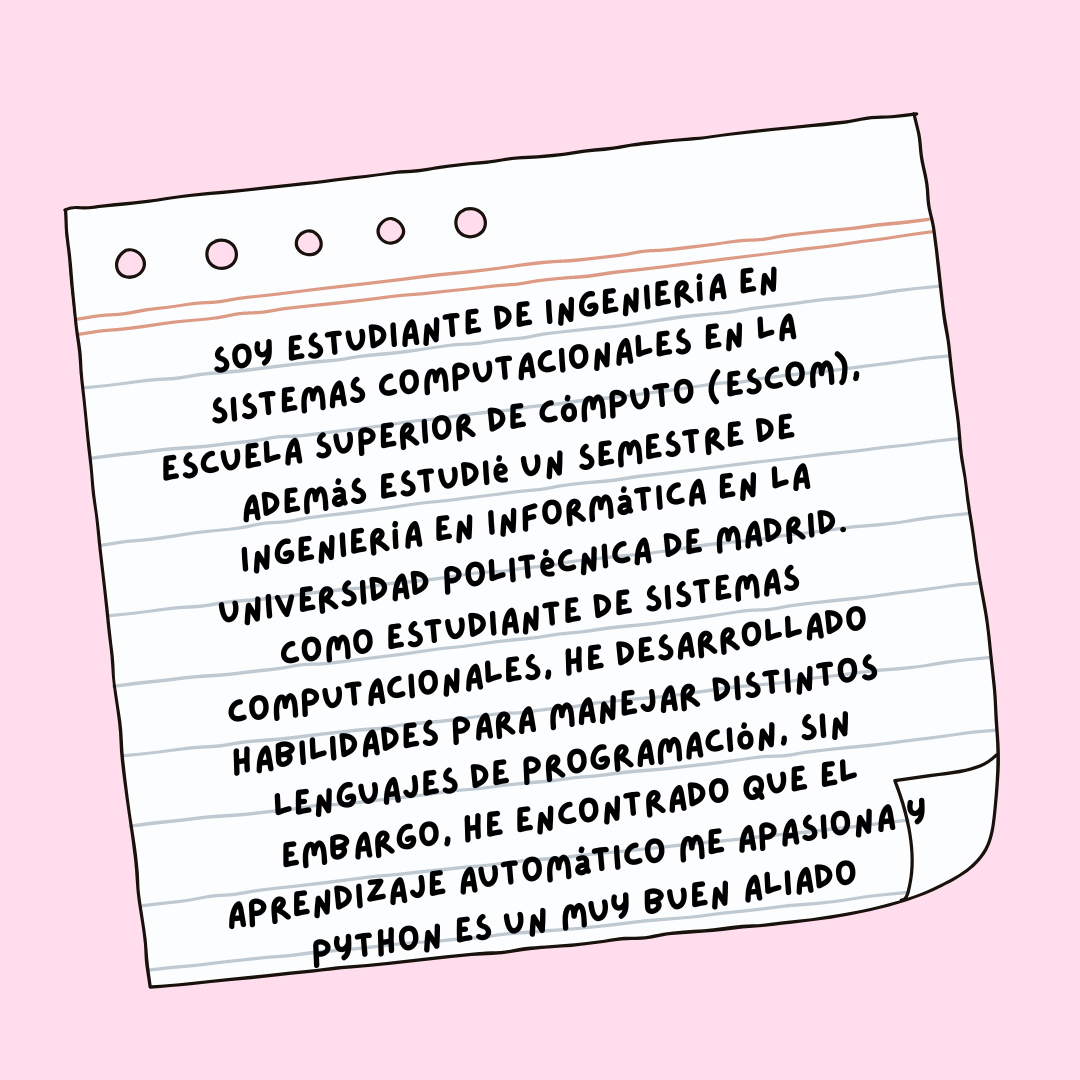 SOY ESTUDIANTE DE INGENIERÍA EN
SISTEMAS COMPUTACIONALES EN LA
ESCUELA SUPERIOR DE CÓMPUTO (ESCOM),
ADEMÁS ESTUDIÉ UN SEMESTRE DE
INGENIERÍA EN INFORMÁTICA EN LA
UNIVERSIDAD POLITÉCNICA DE MADRID.
COMO ESTUDIANTE DE SISTEMAS
COMPUTACIONALES, HE DESARROLLADO
HABILIDADES PARA MANEJAR DISTINTOS
LENGUAJES DE PROGRAMACIÓN, SIN
EMBARGO, HE ENCONTRADO QUE EL
APRENDIZAJE AUTOMÁTICO ME APASIONA Y
PYTHON ES UN MUY BUEN ALIADO